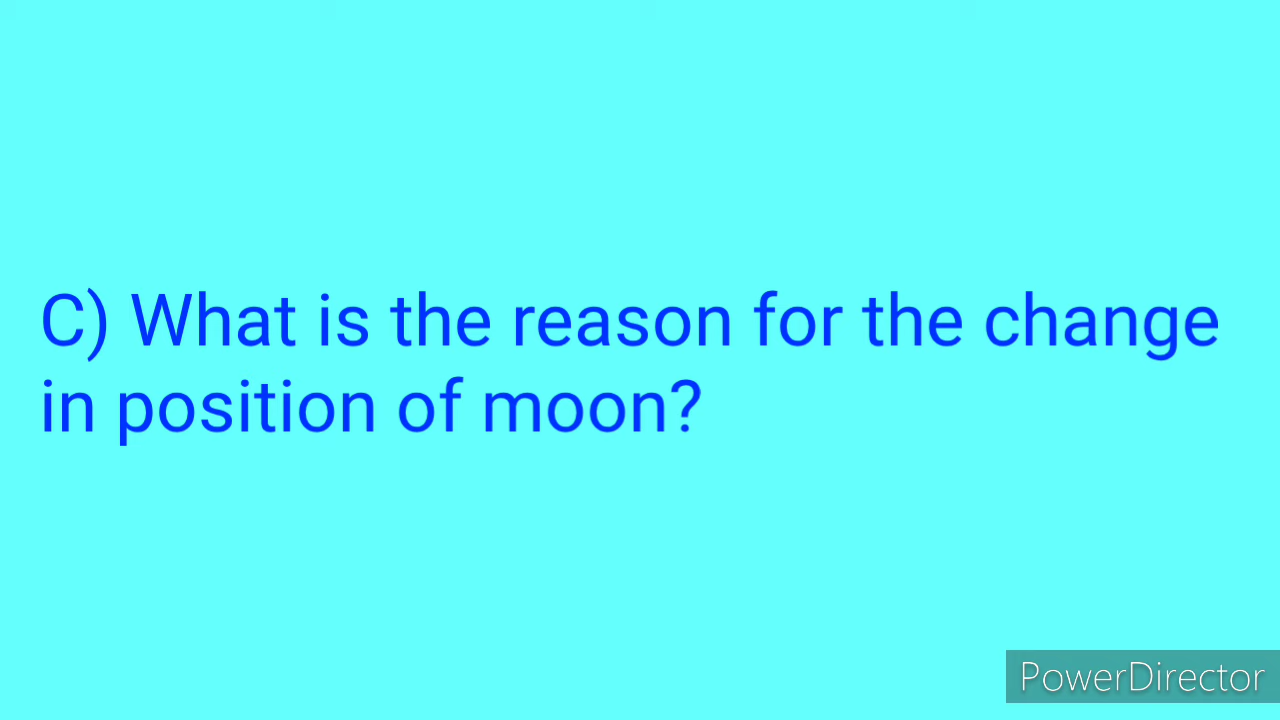 C) What is the reason for the change
in position of moon?
PowerDirector